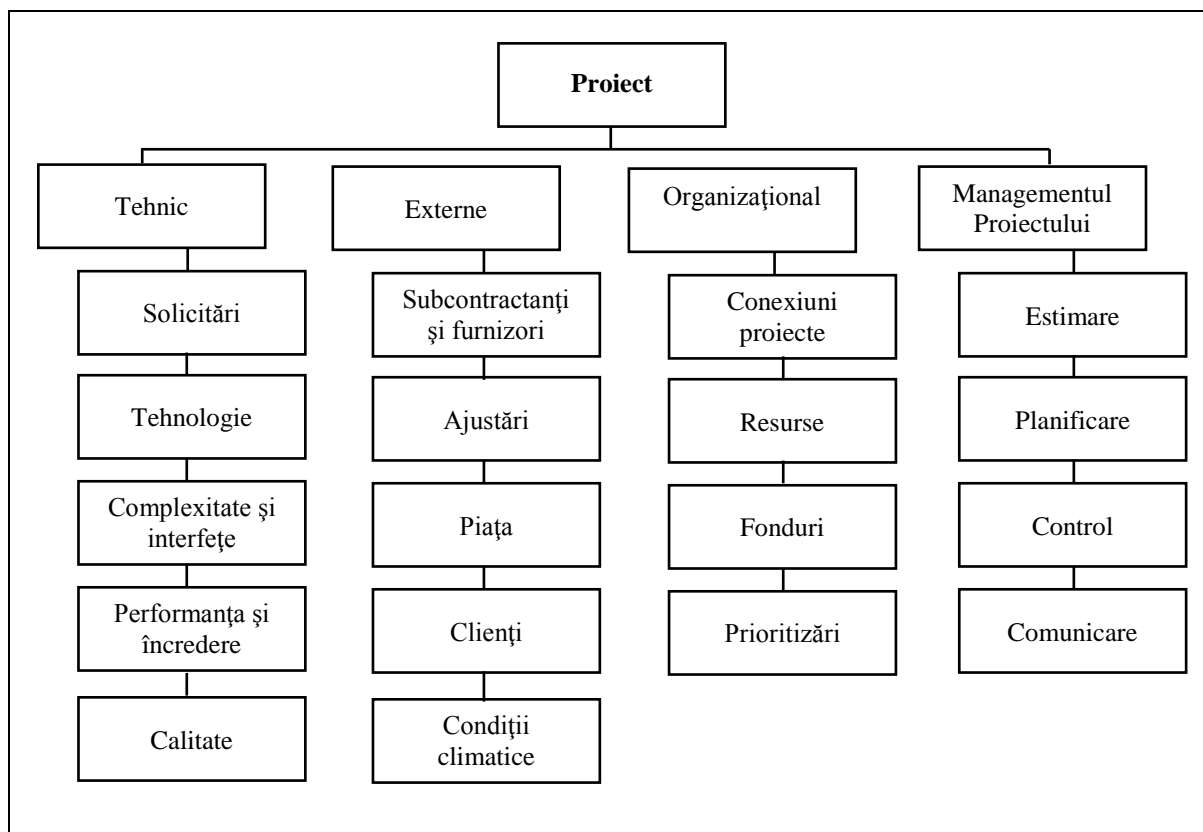 Proiect
Tehnic
Externe
Organizaţional
Managementul
Proiectului
Solicitări
Subcontractanţi
şi furnizori
Conexiuni
proiecte
Estimare
Tehnologie
Ajustări
Resurse
Planificare
Complexitate şi
interfeţe
Piaţa
Fonduri
Control
Performanţa şi
încredere
Clienţi
Prioritizări
Comunicare
Calitate
Condiţii
climatice